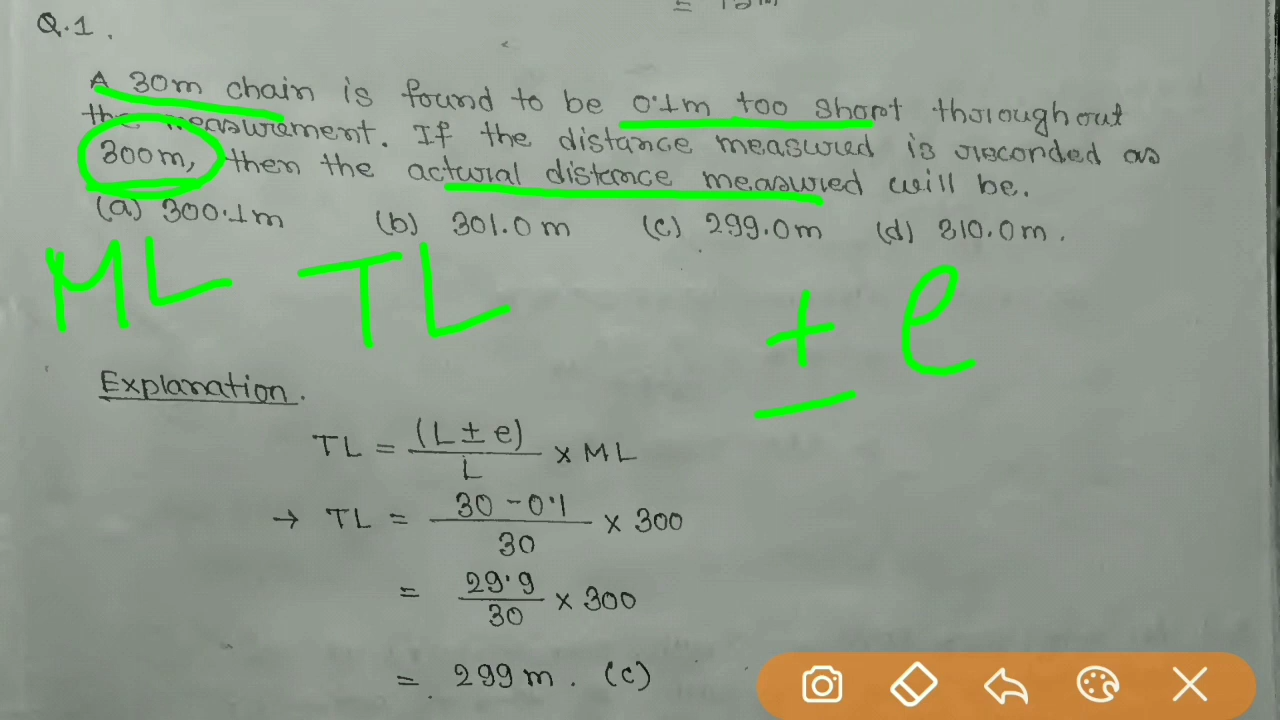 Q.1.
A 30m chain is found to be 0.1m too short throughout
the measurement. If the distance measured is recorded as
300m, then the actural distance measured will be.
(a) 300.1m (b) 301.0m (c) 299.0m (d) 310.0m.
ML TL ± e
Explanation.
TL = (L ± e) / L × ML
→ TL = 30 - 0.1 / 30 × 300
= 29.9 / 30 × 300
= 299m. (c)